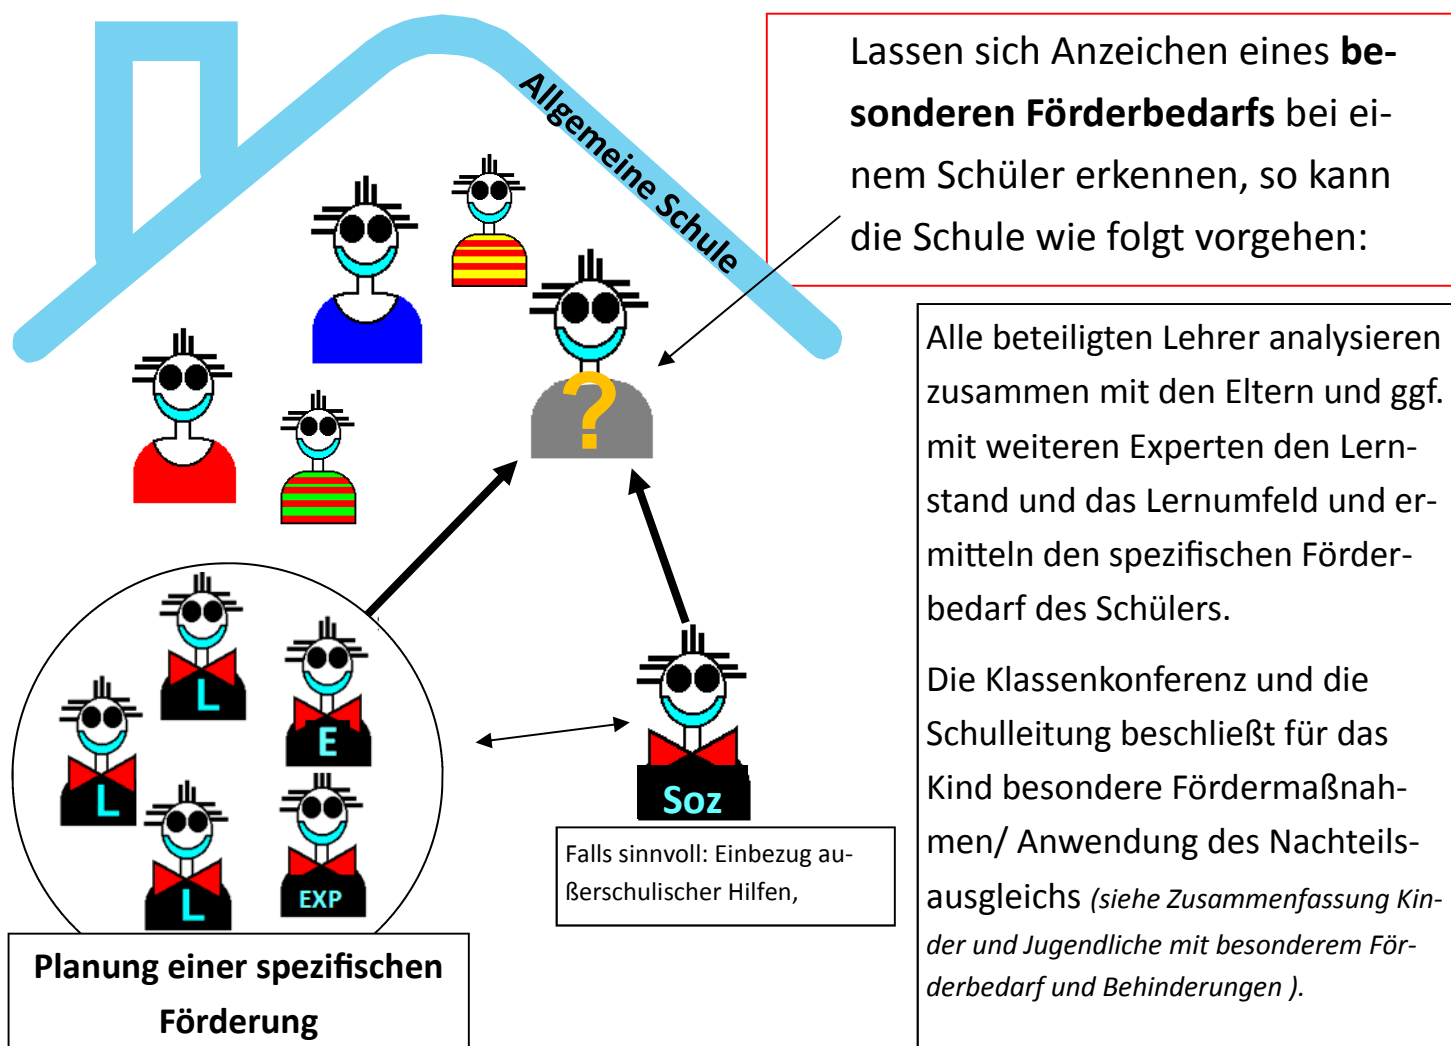 Allgemeine Schule
Lassen sich Anzeichen eines be-
sonderen Förderbedarfs bei ei-
nem Schüler erkennen, so kann
die Schule wie folgt vorgehen:
?
Alle beteiligten Lehrer analysieren
zusammen mit den Eltern und ggf.
mit weiteren Experten den Lern-
stand und das Lernumfeld und er-
mitteln den spezifischen Förder-
bedarf des Schülers.
Die Klassenkonferenz und die
Schulleitung beschließt für das
Kind besondere Fördermaßnah-
men/ Anwendung des Nachteils-
ausgleichs (siehe Zusammenfassung Kin-
der und Jugendliche mit besonderem För-
derbedarf und Behinderungen ).
L
E
L
L
EXP
Soz
Falls sinnvoll: Einbezug au-
ßerschulischer Hilfen,
Planung einer spezifischen
Förderung